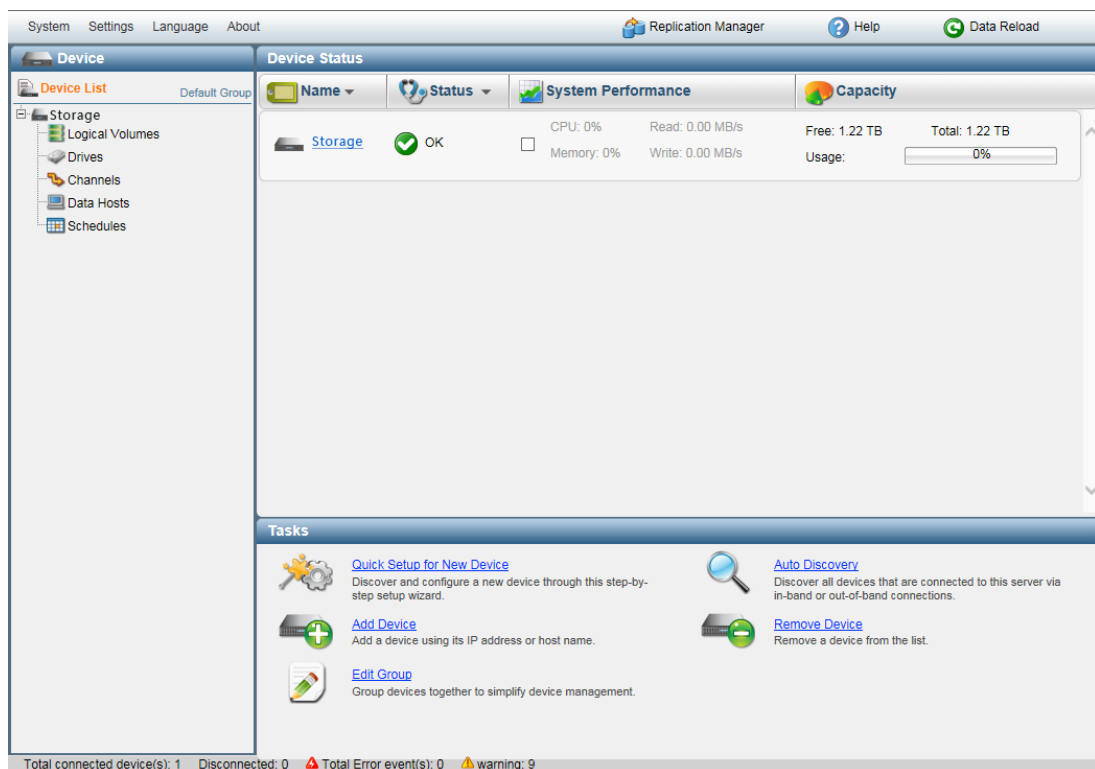 System Settings Language About Replication Manager Help Data Reload
Device
Device List Default Group
Storage
Logical Volumes
Drives
Channels
Data Hosts
Schedules
Device Status
Name Status System Performance Capacity
Storage OK CPU: 0% Read: 0.00 MB/s Free: 1.22 TB Total: 1.22 TB
Memory: 0% Write: 0.00 MB/s Usage: 0%
Tasks
Quick Setup for New Device
Discover and configure a new device through this step-by-
step setup wizard.
Auto Discovery
Discover all devices that are connected to this server via
in-band or out-of-band connections.
Add Device
Add a device using its IP address or host name.
Remove Device
Remove a device from the list.
Edit Group
Group devices together to simplify device management.
Total connected device(s): 1 Disconnected: 0 Total Error event(s): 0 warning: 9